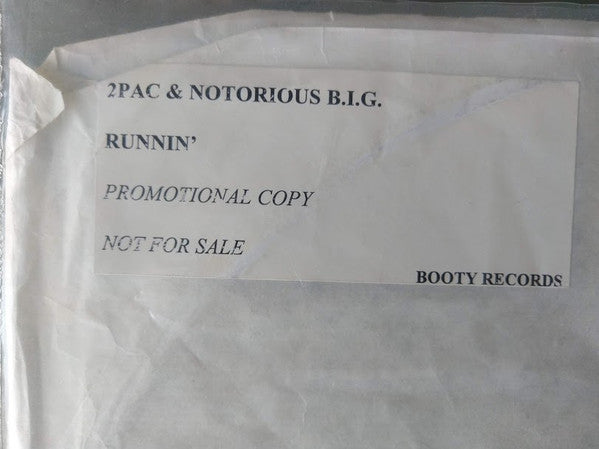 2PAC & NOTORIOUS B.I.G.
RUNNIN’
PROMOTIONAL COPY
NOT FOR SALE
BOOTY RECORDS